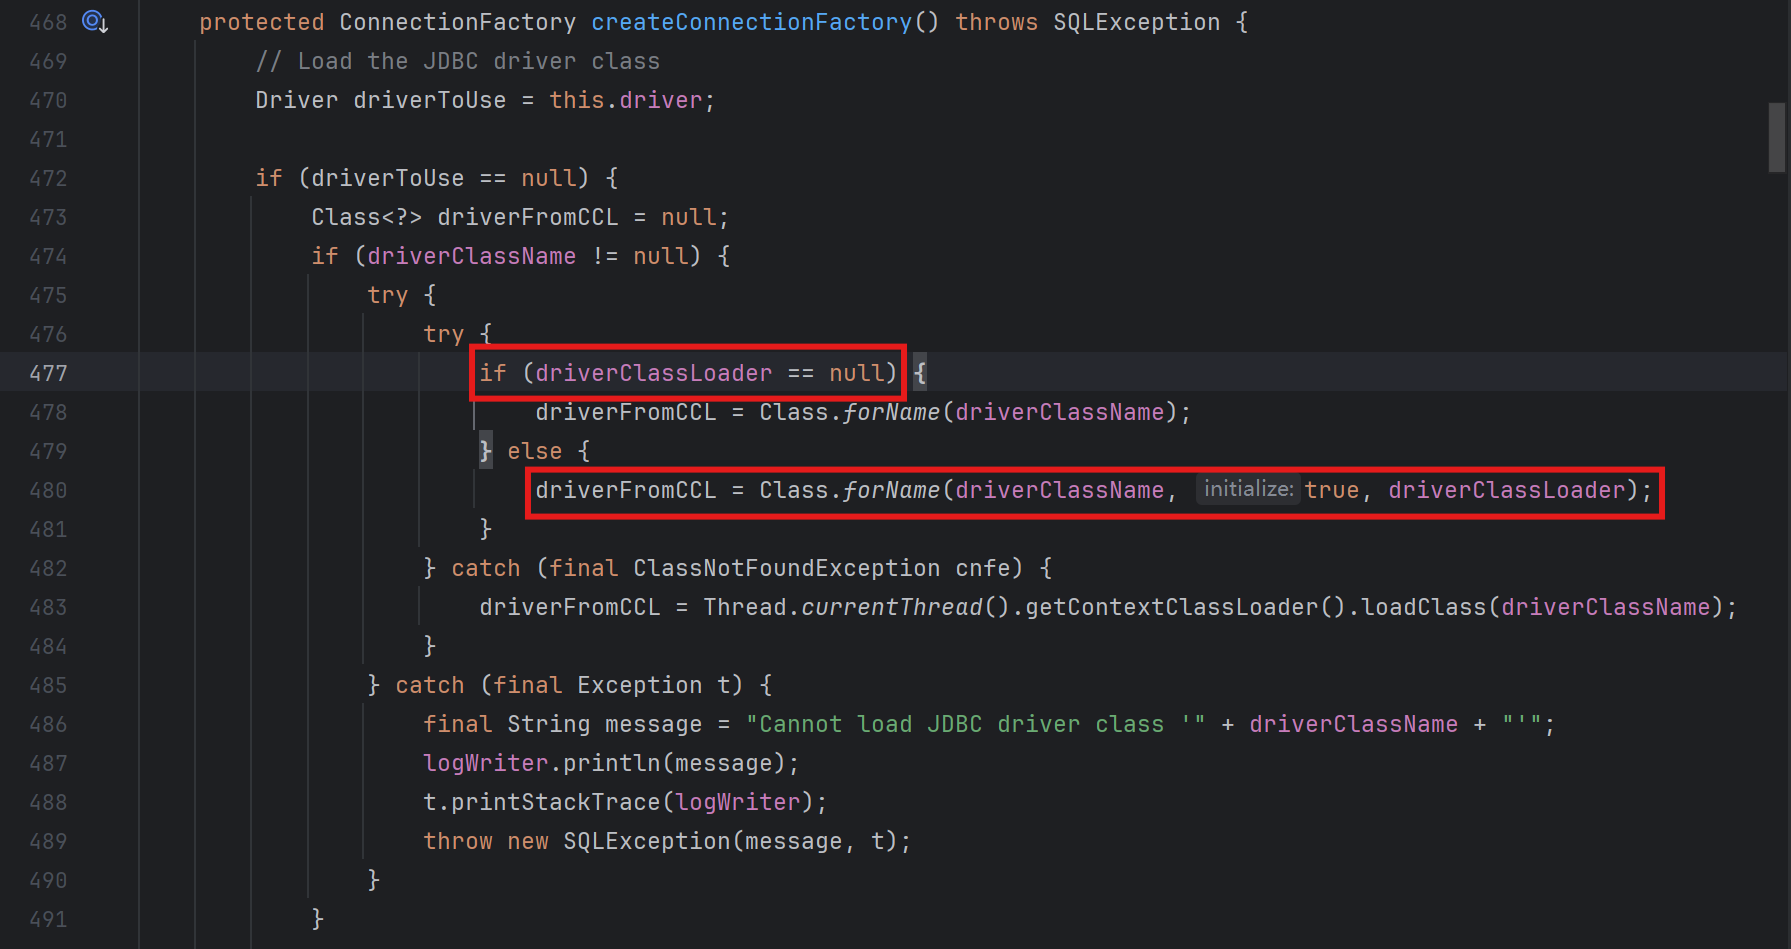 468 protected ConnectionFactory createConnectionFactory() throws SQLException {
469 // Load the JDBC driver class
470 Driver driverToUse = this.driver;
471
472 if (driverToUse == null) {
473 Class<?> driverFromCCL = null;
474 if (driverClassName != null) {
475 try {
476 try {
477 if (driverClassLoader == null) {
478 driverFromCCL = Class.forName(driverClassName);
479 } else {
480 driverFromCCL = Class.forName(driverClassName, initialize: true, driverClassLoader);
481 }
482 } catch (final ClassNotFoundException cnfe) {
483 driverFromCCL = Thread.currentThread().getContextClassLoader().loadClass(driverClassName);
484 }
485 } catch (final Exception t) {
486 final String message = "Cannot load JDBC driver class '" + driverClassName + "'";
487 logWriter.println(message);
488 t.printStackTrace(logWriter);
489 throw new SQLException(message, t);
490 }
491 }